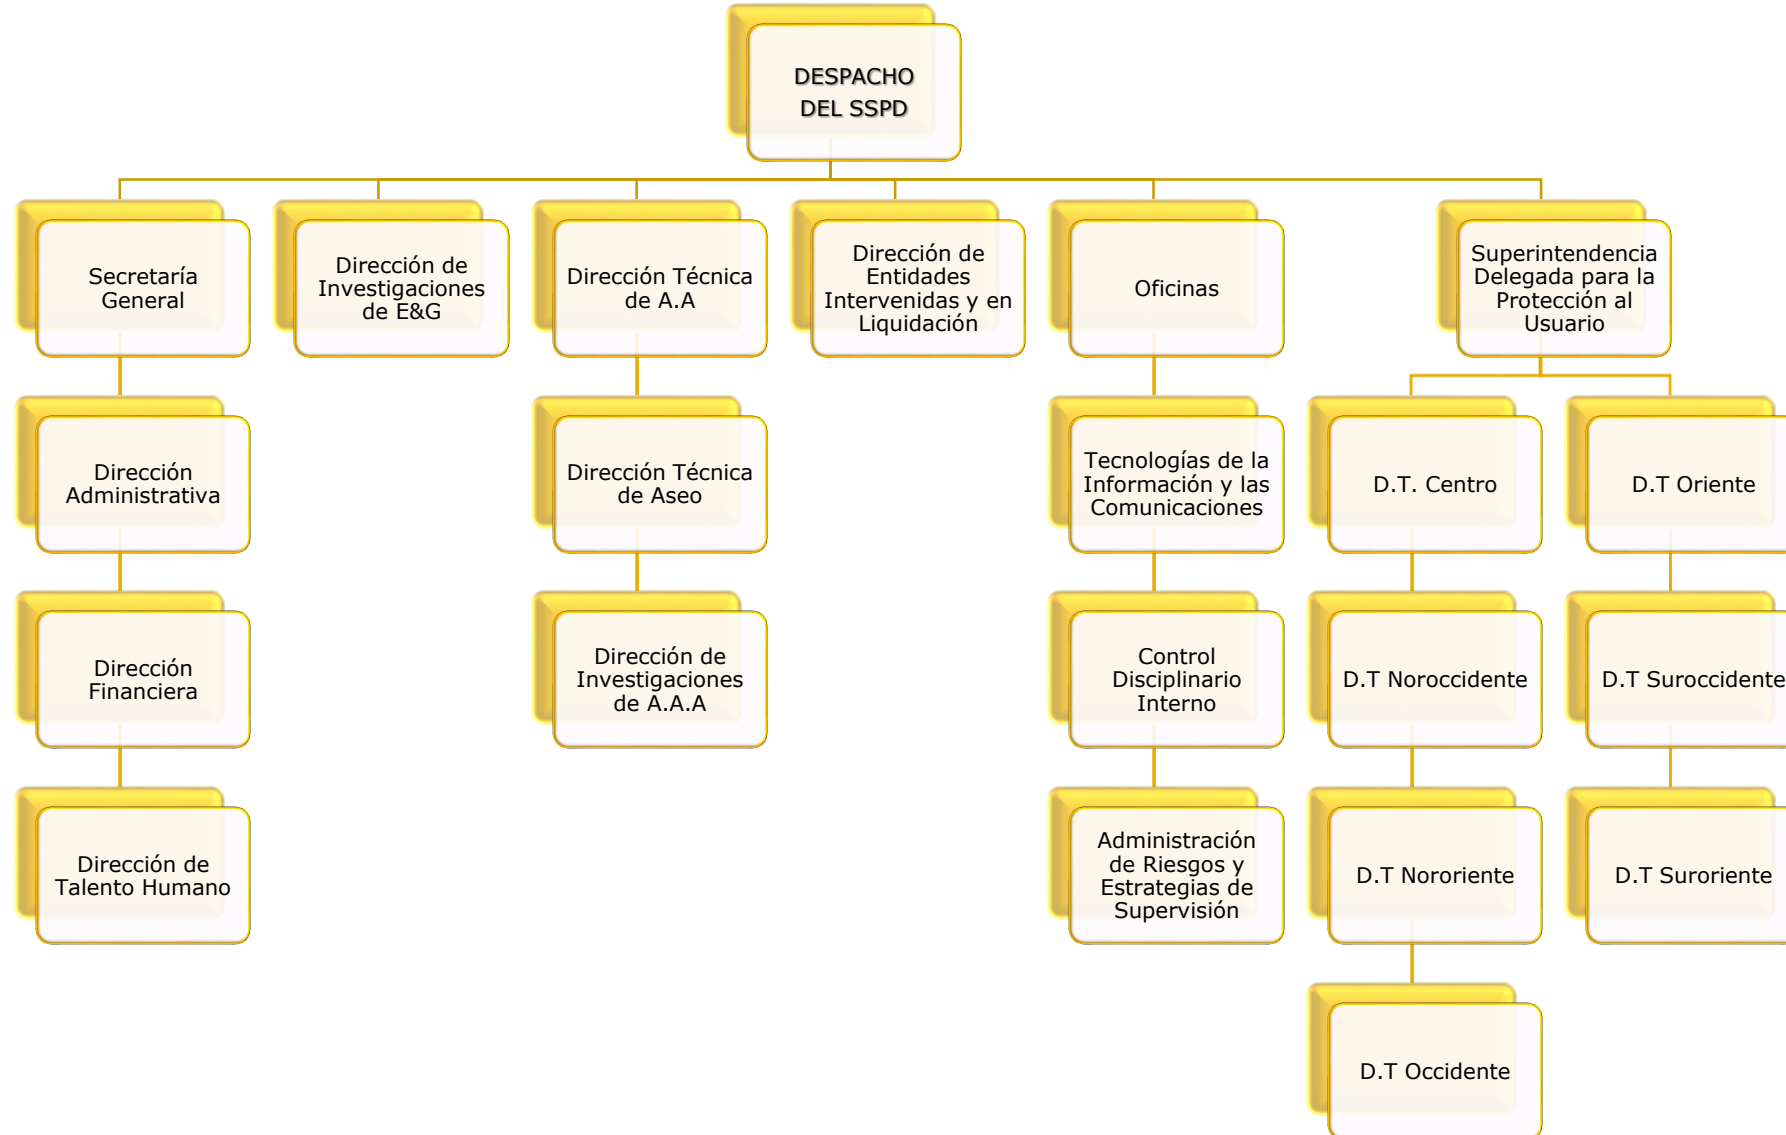 DESPACHO
DEL SSPD
Secretaría
General
Dirección de
Investigaciones
de E&G
Dirección Técnica
de A.A
Dirección de
Entidades
Intervenidas y en
Liquidación
Oficinas
Superintendencia
Delegada para la
Protección al
Usuario
Dirección
Administrativa
Dirección Técnica
de Aseo
Tecnologías de la
Información y las
Comunicaciones
D.T. Centro
D.T Oriente
Dirección
Financiera
Dirección de
Investigaciones
de A.A.A
Control
Disciplinario
Interno
D.T Noroccidente
D.T Suroccidente
Dirección de
Talento Humano
Administración
de Riesgos y
Estrategias de
Supervisión
D.T Nororiente
D.T Suroriente
D.T Occidente